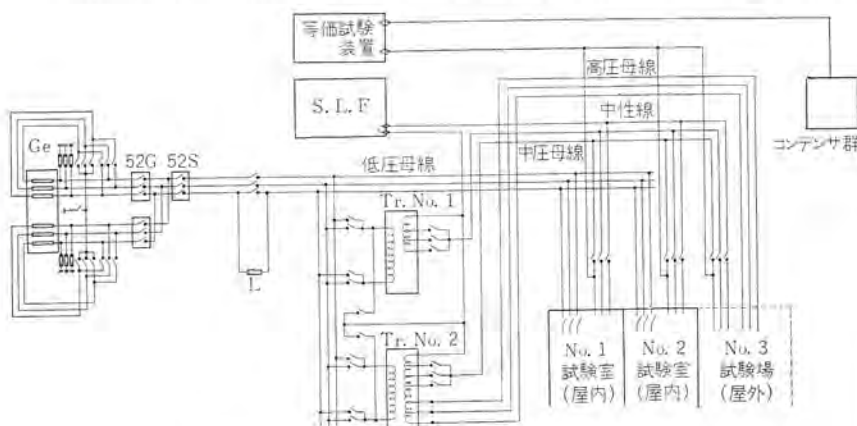 等価試験
装置
S.L.F
高圧母線
中性線
中圧母線
コンデンサ群
Ge
52G
52S
低圧母線
Tr. No. 1
L
Tr. No. 2
No. 1
試験室
(屋内)
No. 2
試験室
(屋内)
No. 3
試験場
(屋外)